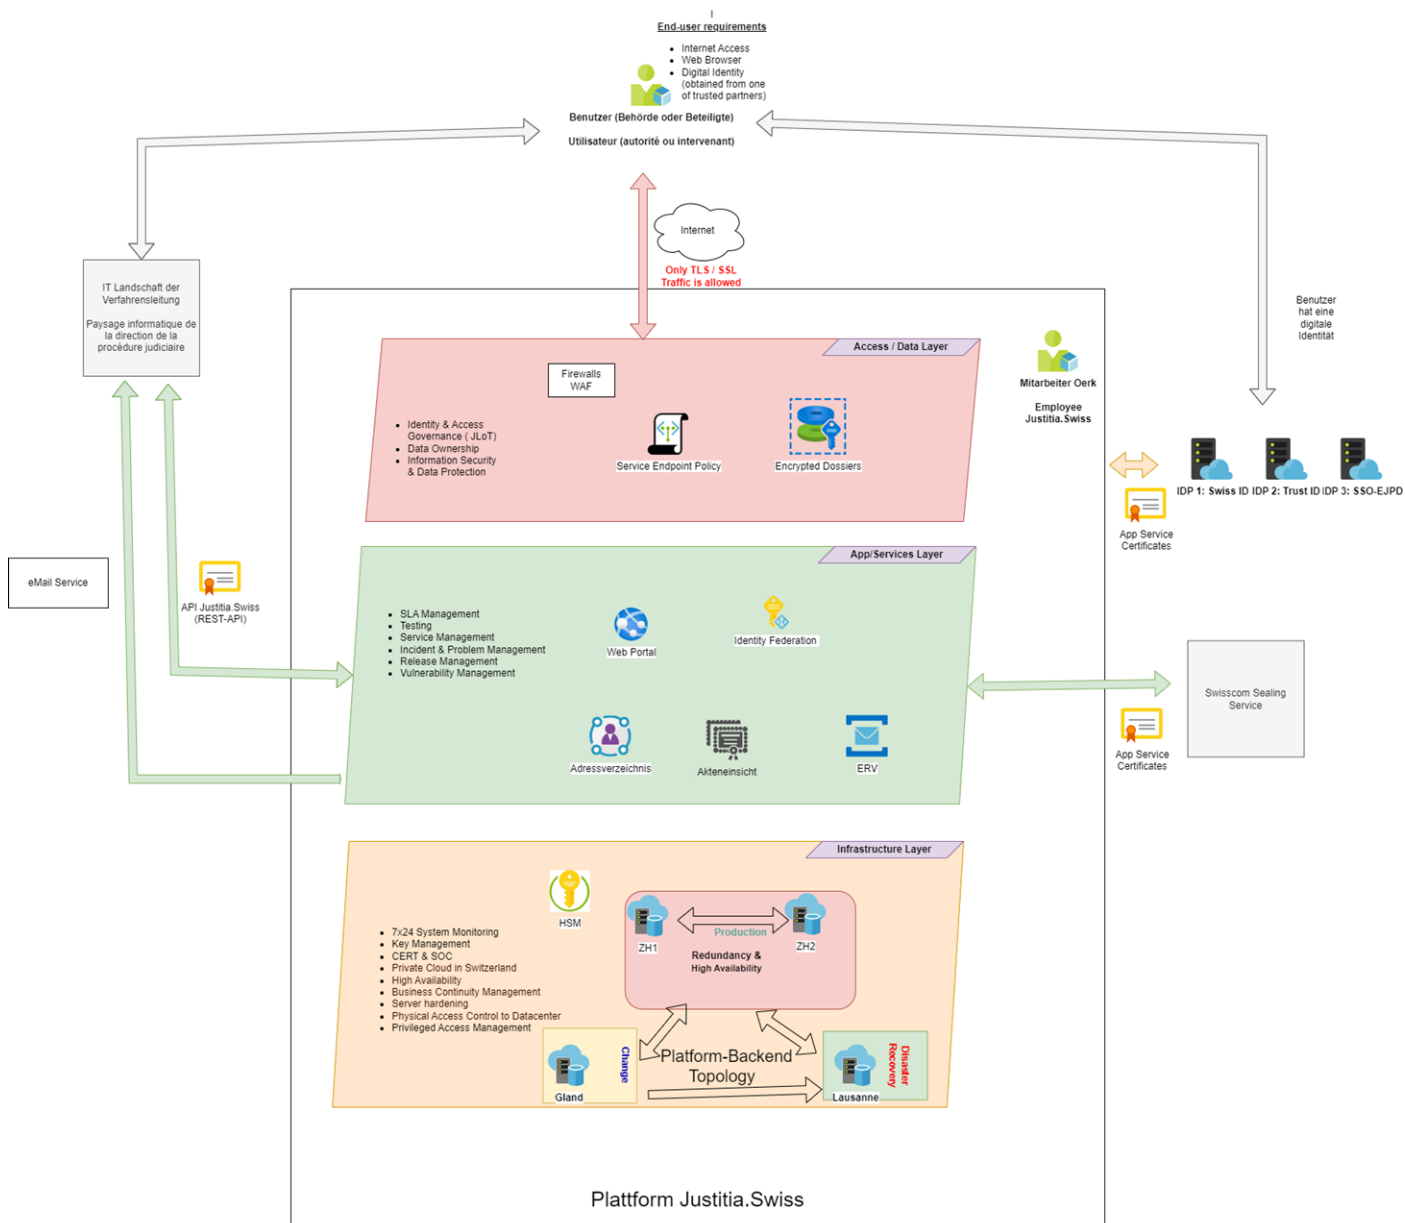 End-user requirements
Internet Access
Web Browser
Digital Identity
(obtained from one
of trusted partners)
Benutzer (Behörde oder Beteiligte)
Utilisateur (autorité ou intervenant)
Internet
Only TLS / SSL
Traffic is allowed
IT Landschaft der
Verfahrensleitung
Paysage informatique de
la direction de la
procédure judiciaire
Benutzer
hat eine
digitale
Identität
Access / Data Layer
Firewalls
WAF
Identity & Access
Governance ( JLoT)
Data Ownership
Information Security
& Data Protection
Service Endpoint Policy
Encrypted Dossiers
Mitarbeiter Oerk
Employee
Justitia.Swiss
IDP 1: Swiss ID
IDP 2: Trust ID
IDP 3: SSO-EJPD
App Service
Certificates
App/Services Layer
eMail Service
API Justitia.Swiss
(REST-API)
SLA Management
Testing
Service Management
Incident & Problem Management
Release Management
Vulnerability Management
Web Portal
Identity Federation
Adressverzeichnis
Akteneinsicht
ERV
Swisscom Sealing
Service
App Service
Certificates
Infrastructure Layer
HSM
7x24 System Monitoring
Key Management
CERT & SOC
Private Cloud in Switzerland
High Availability
Business Continuity Management
Server hardening
Physical Access Control to Datacenter
Privileged Access Management
ZH1
Production
ZH2
Redundancy &
High Availability
Gland
Change
Platform-Backend
Topology
Lausanne
Disaster
Recovery
Plattform Justitia.Swiss